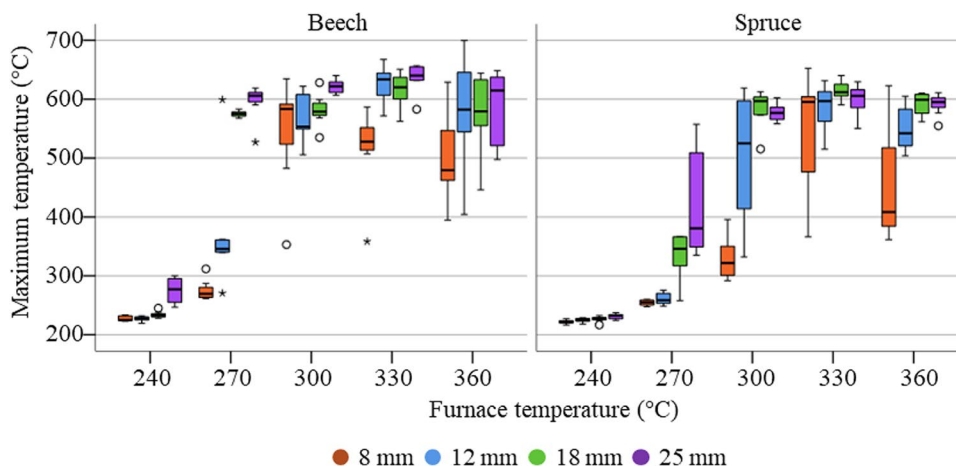 Beech Spruce
Maximum temperature (°C)
700
600
500
400
300
200
240 270 300 330 360 240 270 300 330 360
Furnace temperature (°C)
8 mm 12 mm 18 mm 25 mm